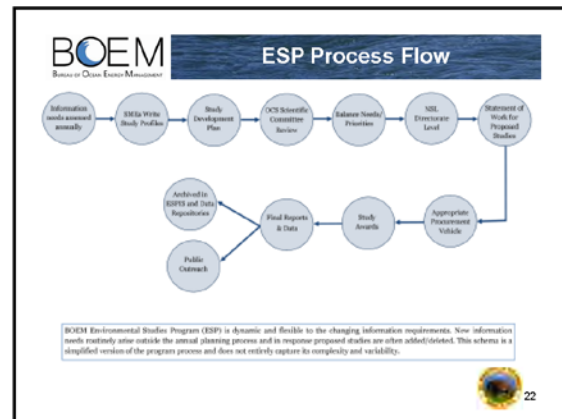 BOEM
BUREAU OF OCEAN ENERGY MANAGEMENT
ESP Process Flow
Information
needs assessed
annually
SMEs Write
Study Profiles
Study
Development
Plan
OCS Scientific
Committee
Review
Balance Needs/
Priorities
NSL
Directorate
Level
Statement of
Work for
Proposed
Studies
Archived in
ESPIS and Data
Repositories
Public
Outreach
Final Reports
& Data
Study
Awards
Appropriate
Procurement
Vehicle
BOEM Environmental Studies Program (ESP) is dynamic and flexible to the changing information requirements. New information
needs routinely arise outside the annual planning process and in response proposed studies are often added/deleted. This schema is a
simplified version of the program process and does not entirely capture its complexity and variability.
22